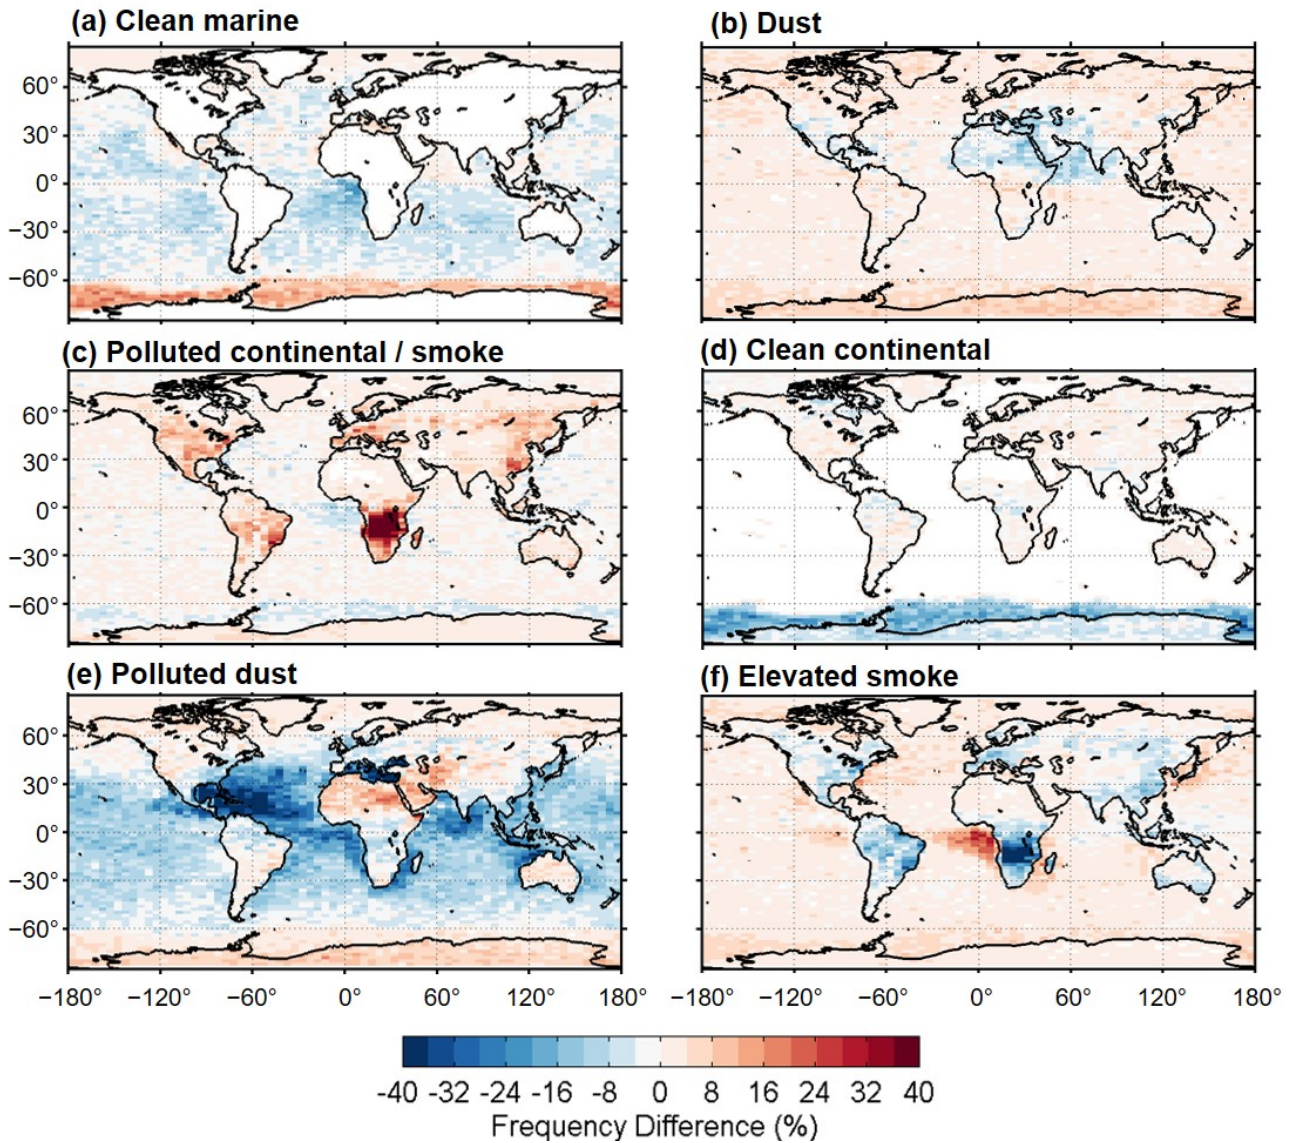 (a) Clean marine
(b) Dust
60°
30°
0°
−30°
−60°
(c) Polluted continental / smoke
(d) Clean continental
60°
30°
0°
−30°
−60°
(e) Polluted dust
(f) Elevated smoke
60°
30°
0°
−30°
−60°
−180° −120° −60° 0° 60° 120° 180°
−180° −120° −60° 0° 60° 120° 180°
-40 -32 -24 -16 -8 0 8 16 24 32 40
Frequency Difference (%)